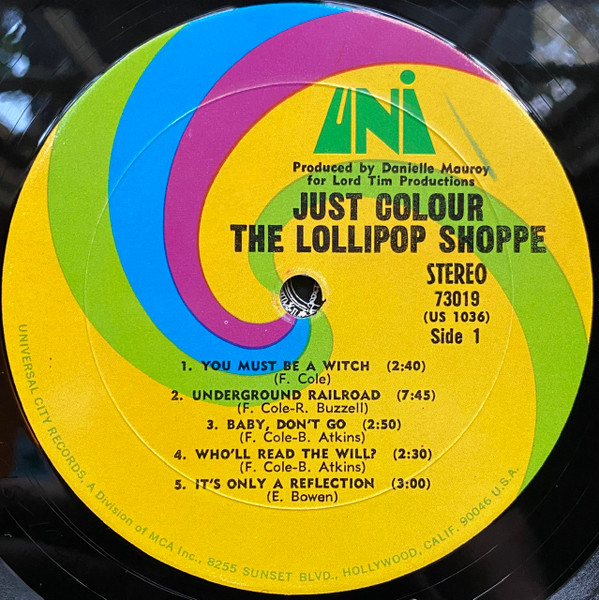 UNI
Produced by Danielle Mauroy
for Lord Tim Productions
JUST COLOUR
THE LOLLIPOP SHOPPE
STEREO
73019
(US 1036)
Side 1
1. YOU MUST BE A WITCH (2:40)
(F. Cole)
2. UNDERGROUND RAILROAD (7:45)
(F. Cole-R. Buzzell)
3. BABY, DON'T GO (2:50)
(F. Cole-B. Atkins)
4. WHO'LL READ THE WILL? (2:30)
(F. Cole-B. Atkins)
5. IT'S ONLY A REFLECTION (3:00)
(E. Bowen)
UNIVERSAL CITY RECORDS, A Division of MCA Inc., 8255 SUNSET BLVD., HOLLYWOOD, CALIF. 90046 U.S.A.